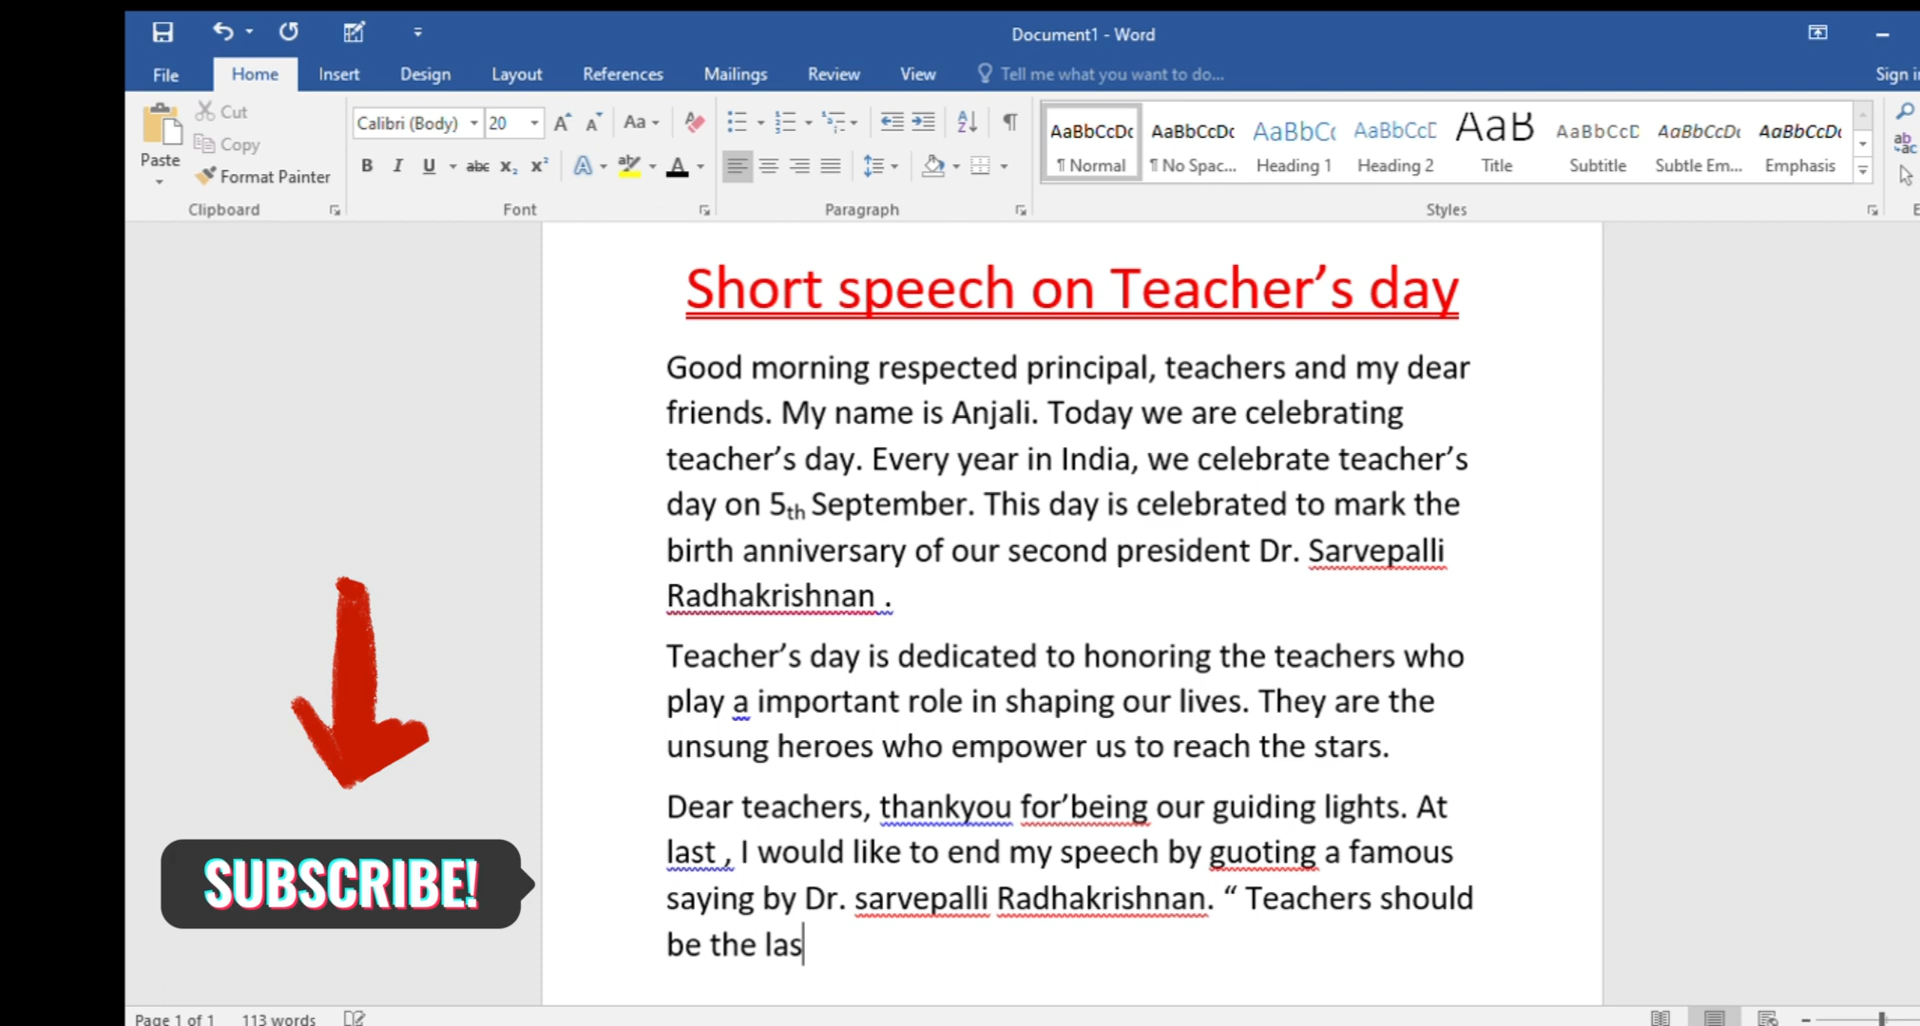 Document1 - Word
File Home Insert Design Layout References Mailings Review View Tell me what you want to do...
Paste
Cut
Copy
Format Painter
Clipboard
Calibri (Body) 20
Font
Paragraph
AaBbCcDc AaBbCcDc AaBbCc AaBbCcD AaB AaBbCcD AaBbCcDc AaBbCcDc
¶ Normal ¶ No Spac... Heading 1 Heading 2 Title Subtitle Subtle Em... Emphasis
Styles
Short speech on Teacher’s day
Good morning respected principal, teachers and my dear
friends. My name is Anjali. Today we are celebrating
teacher’s day. Every year in India, we celebrate teacher’s
day on 5th September. This day is celebrated to mark the
birth anniversary of our second president Dr. Sarvepalli
Radhakrishnan .
Teacher’s day is dedicated to honoring the teachers who
play a important role in shaping our lives. They are the
unsung heroes who empower us to reach the stars.
Dear teachers, thankyou for’being our guiding lights. At
last , I would like to end my speech by guoting a famous
saying by Dr. sarvepalli Radhakrishnan. “ Teachers should
be the las
SUBSCRIBE!
Page 1 of 1 113 words